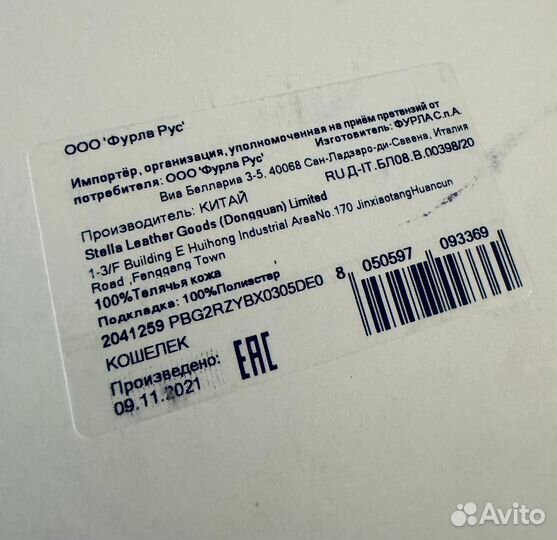 ООО 'Фурла Рус'
Импортёр, организация, уполномоченная на приём претензий от
потребителя: ООО 'Фурла Рус' Изготовитель: ФУРЛА С.п.А.
Виа Беллариа 3-5, 40068 Сан-Ладзаро-ди-Савена, Италия
RU Д-IT.БЛ08.В.00398/20
Производитель: КИТАЙ
Stella Leather Goods (Dongguan) Limited
1-3/F Building E Huihong Industrial AreaNo.170 JinxiaotangHuancun
Road ,Fenggang Town
100%Телячья кожа
Подкладка: 100%Полиэстер
2041259 PBG2RZYBX0305DE0
8 050597 093369
КОШЕЛЕК
EAC
Произведено:
09.11.2021
Avito